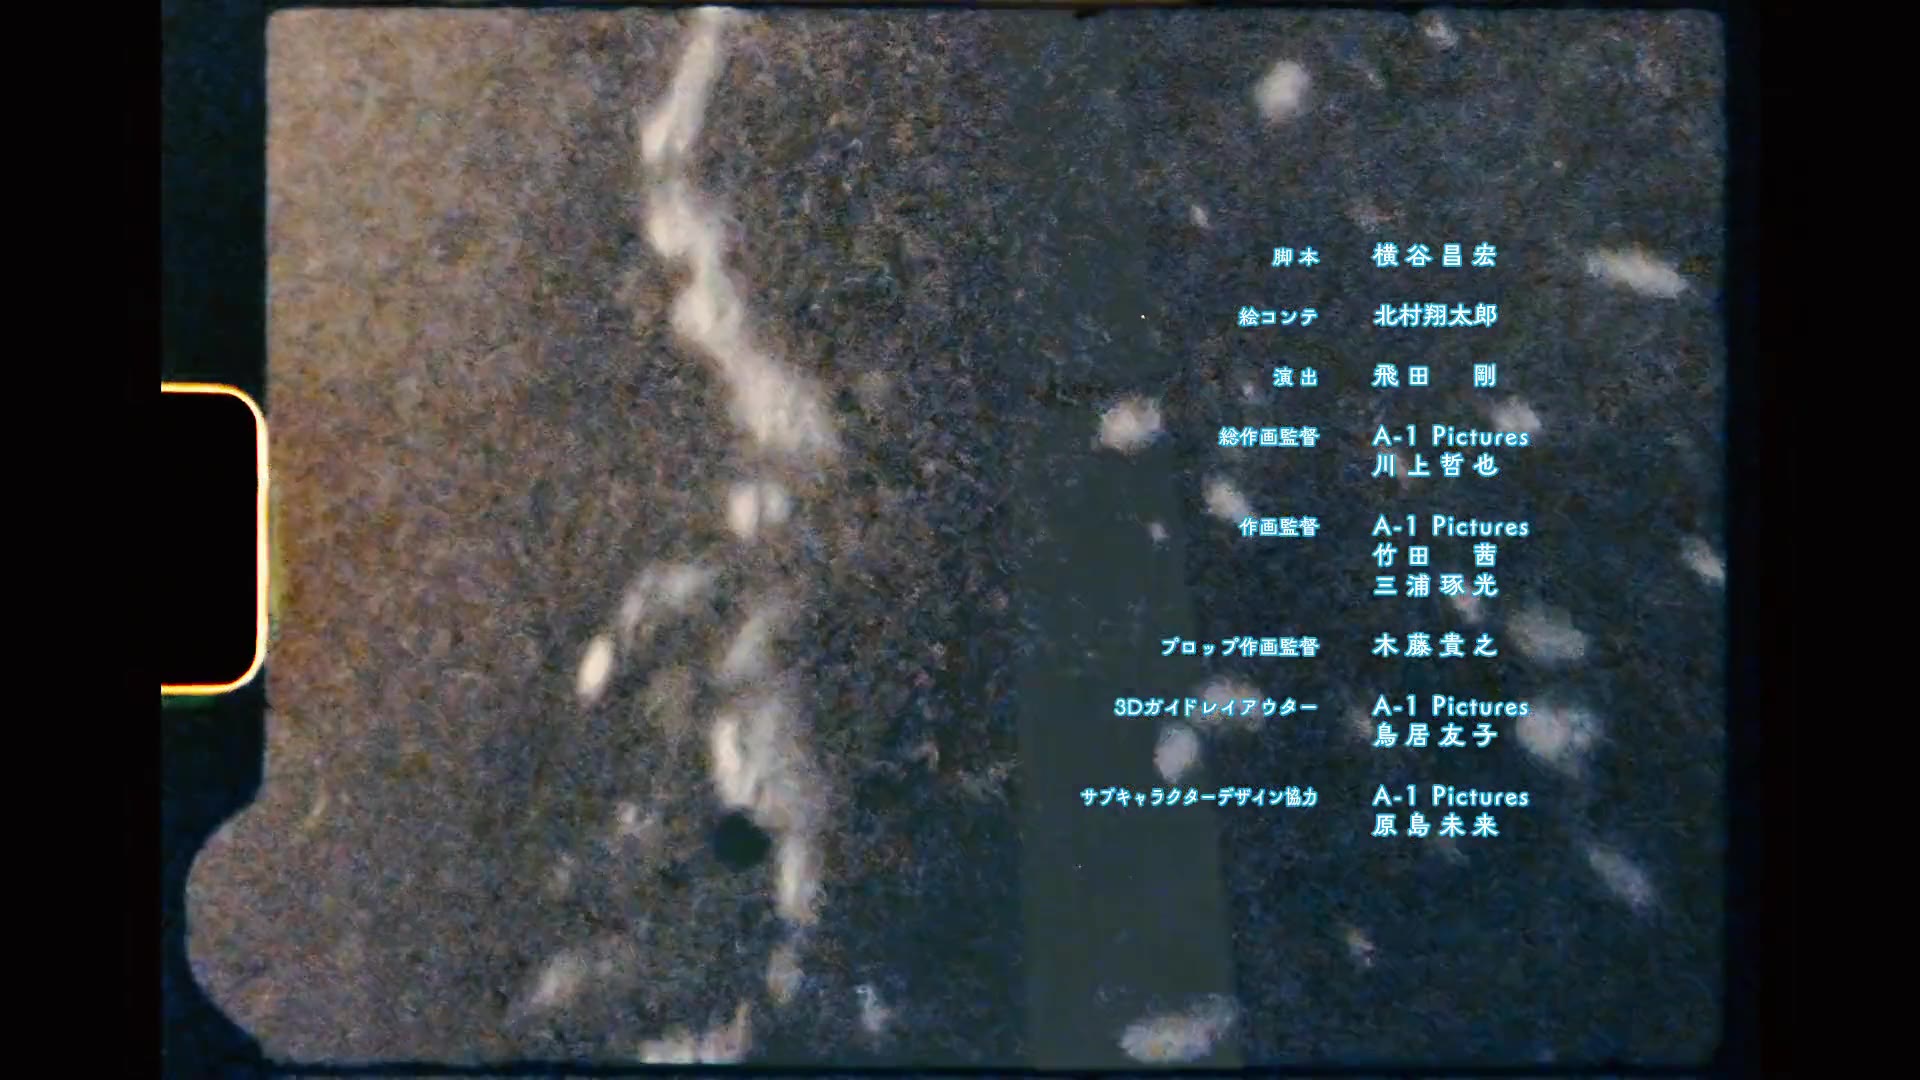 脚本 横谷昌宏
絵コンテ 北村翔太郎
演出 飛田 剛
総作画監督 A-1 Pictures
川上哲也
作画監督 A-1 Pictures
竹田 茜
三浦琢光
プロップ作画監督 木藤貴之
3Dガイドレイアウター A-1 Pictures
鳥居友子
サブキャラクターデザイン協力 A-1 Pictures
原島未来